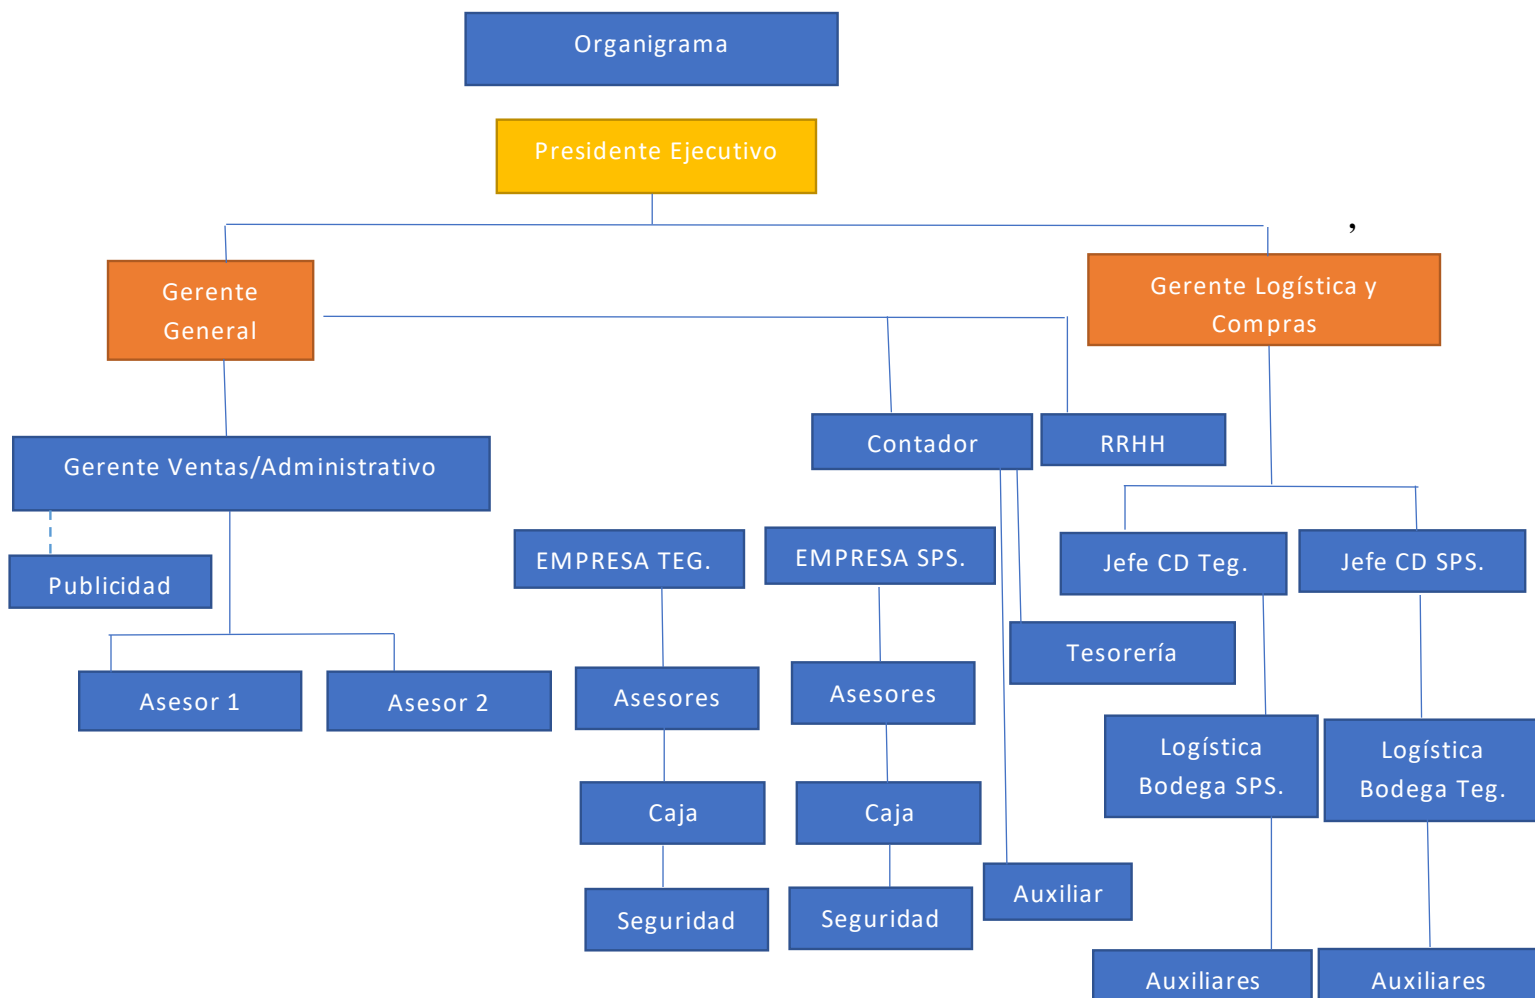 Organigrama
Presidente Ejecutivo
,
Gerente
General
Gerente Logística y
Compras
Contador
RRHH
Gerente Ventas/Administrativo
Publicidad
EMPRESA TEG.
EMPRESA SPS.
Jefe CD Teg.
Jefe CD SPS.
Tesorería
Asesor 1
Asesor 2
Asesores
Asesores
Logística
Bodega SPS.
Logística
Bodega Teg.
Caja
Caja
Auxiliar
Seguridad
Seguridad
Auxiliares
Auxiliares